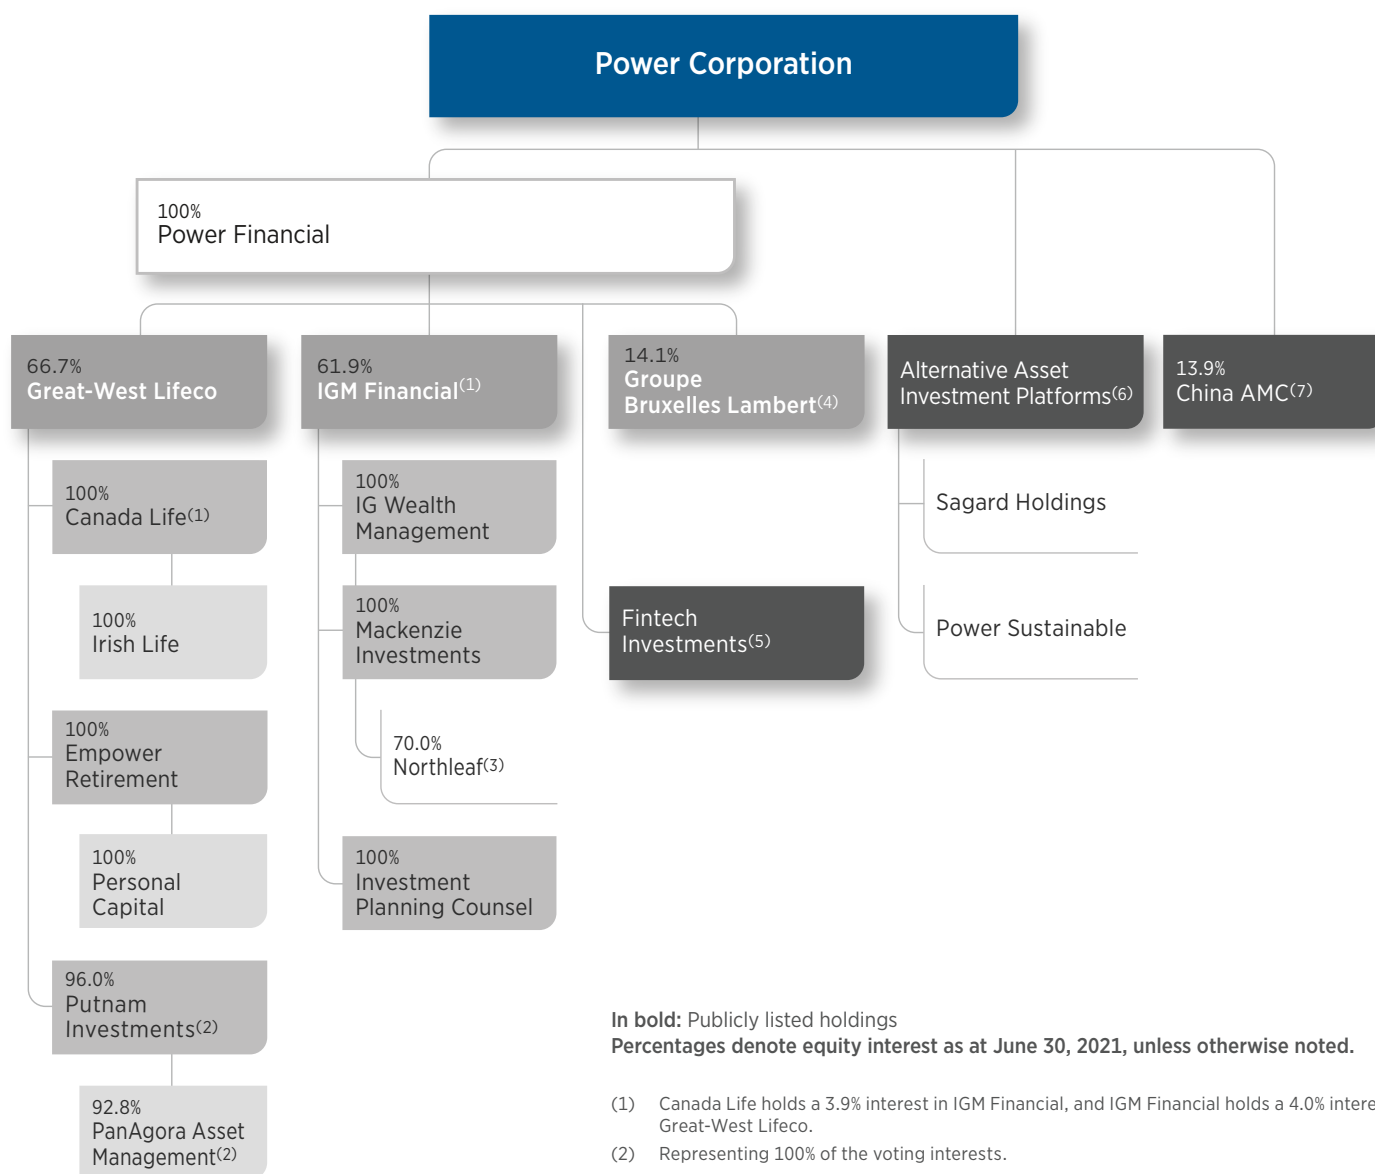 Power Corporation
100%
Power Financial
66.7%
Great-West Lifeco
61.9%
IGM Financial(1)
14.1%
Groupe
Bruxelles Lambert(4)
Alternative Asset
Investment Platforms(6)
13.9%
China AMC(7)
100%
Canada Life(1)
100%
Irish Life
100%
Empower
Retirement
100%
Personal
Capital
96.0%
Putnam
Investments(2)
92.8%
PanAgora Asset
Management(2)
100%
IG Wealth
Management
100%
Mackenzie
Investments
70.0%
Northleaf(3)
100%
Investment
Planning Counsel
Fintech
Investments(5)
Sagard Holdings
Power Sustainable
In bold: Publicly listed holdings
Percentages denote equity interest as at June 30, 2021, unless otherwise noted.
(1) Canada Life holds a 3.9% interest in IGM Financial, and IGM Financial holds a 4.0%
Great-West Lifeco.
(2) Representing 100% of the voting interests.